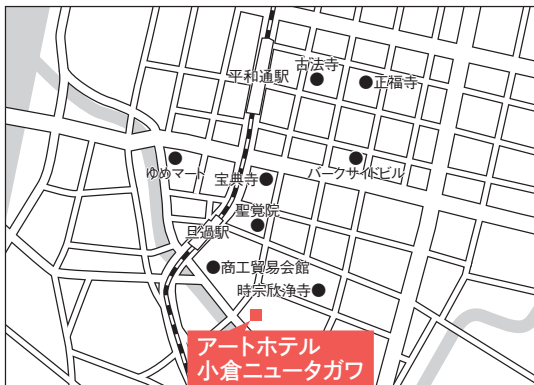 古法寺
平和通駅
正福寺
ゆめマート
パークサイドビル
宝典寺
聖覚院
旦過駅
商工貿易会館
時宗欣浄寺
アートホテル
小倉ニュータガワ